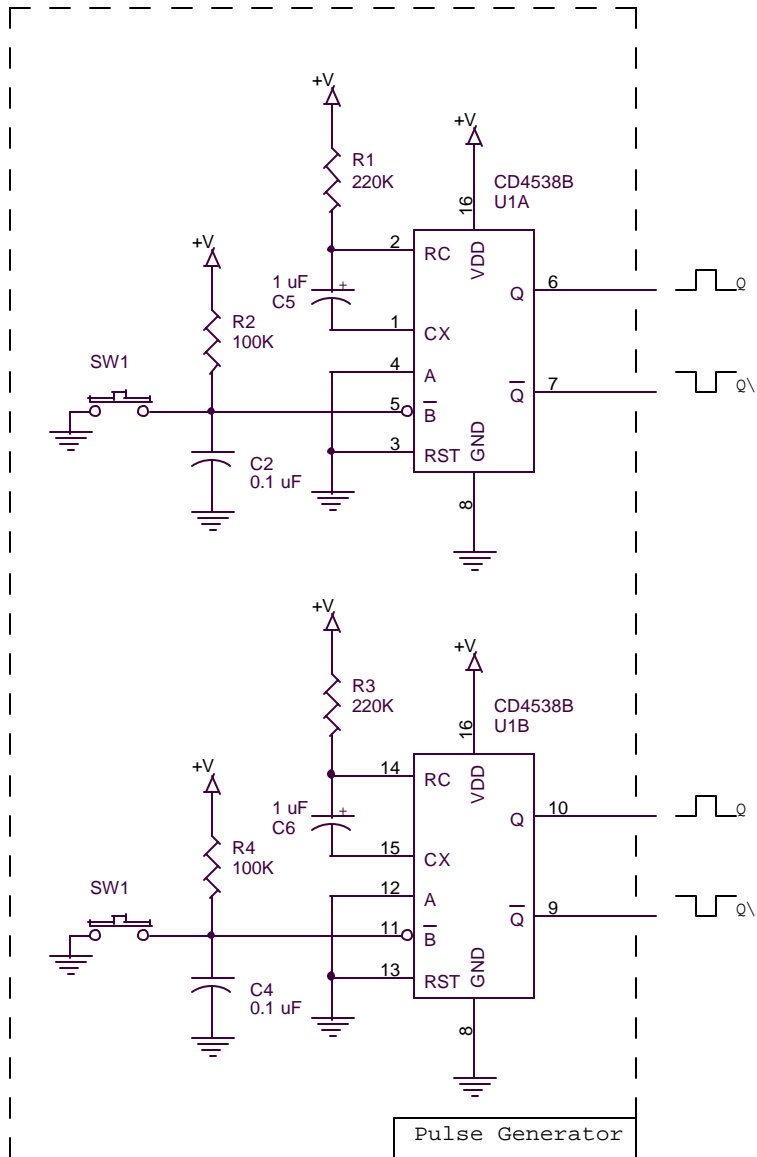 +V
R1
220K
+V
CD4538B
U1A
16
+V
2
RC
VDD
1 uF
+
C5
Q
6
Q
R2
100K
1
CX
SW1
4
A
Q
7
Q\
5
B
3
RST
GND
C2
0.1 uF
8
+V
+V
R3
220K
CD4538B
U1B
16
+V
14
RC
VDD
1 uF
+
C6
Q
10
Q
R4
100K
15
CX
SW1
12
A
Q
9
Q\
11
B
13
RST
GND
C4
0.1 uF
8
Pulse Generator